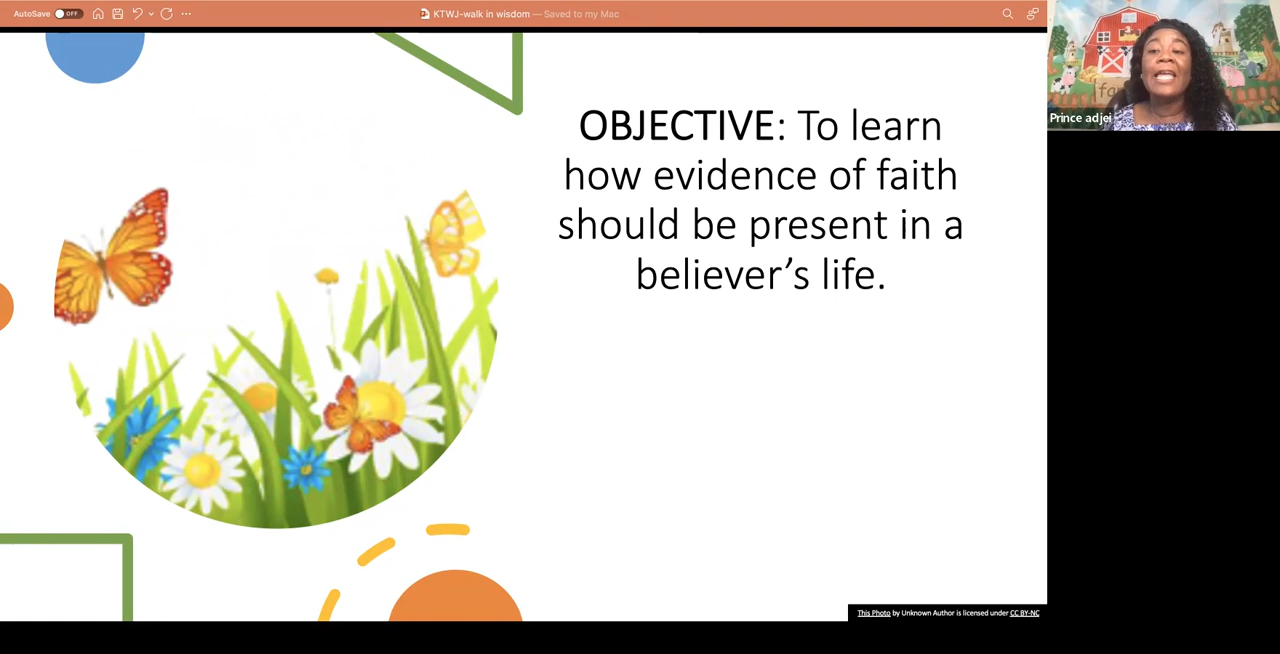 AutoSave OFF
KTWJ-walk in wisdom — Saved to my Mac
OBJECTIVE: To learn
how evidence of faith
should be present in a
believer’s life.
Prince adjei
This Photo by Unknown Author is licensed under CC BY-NC